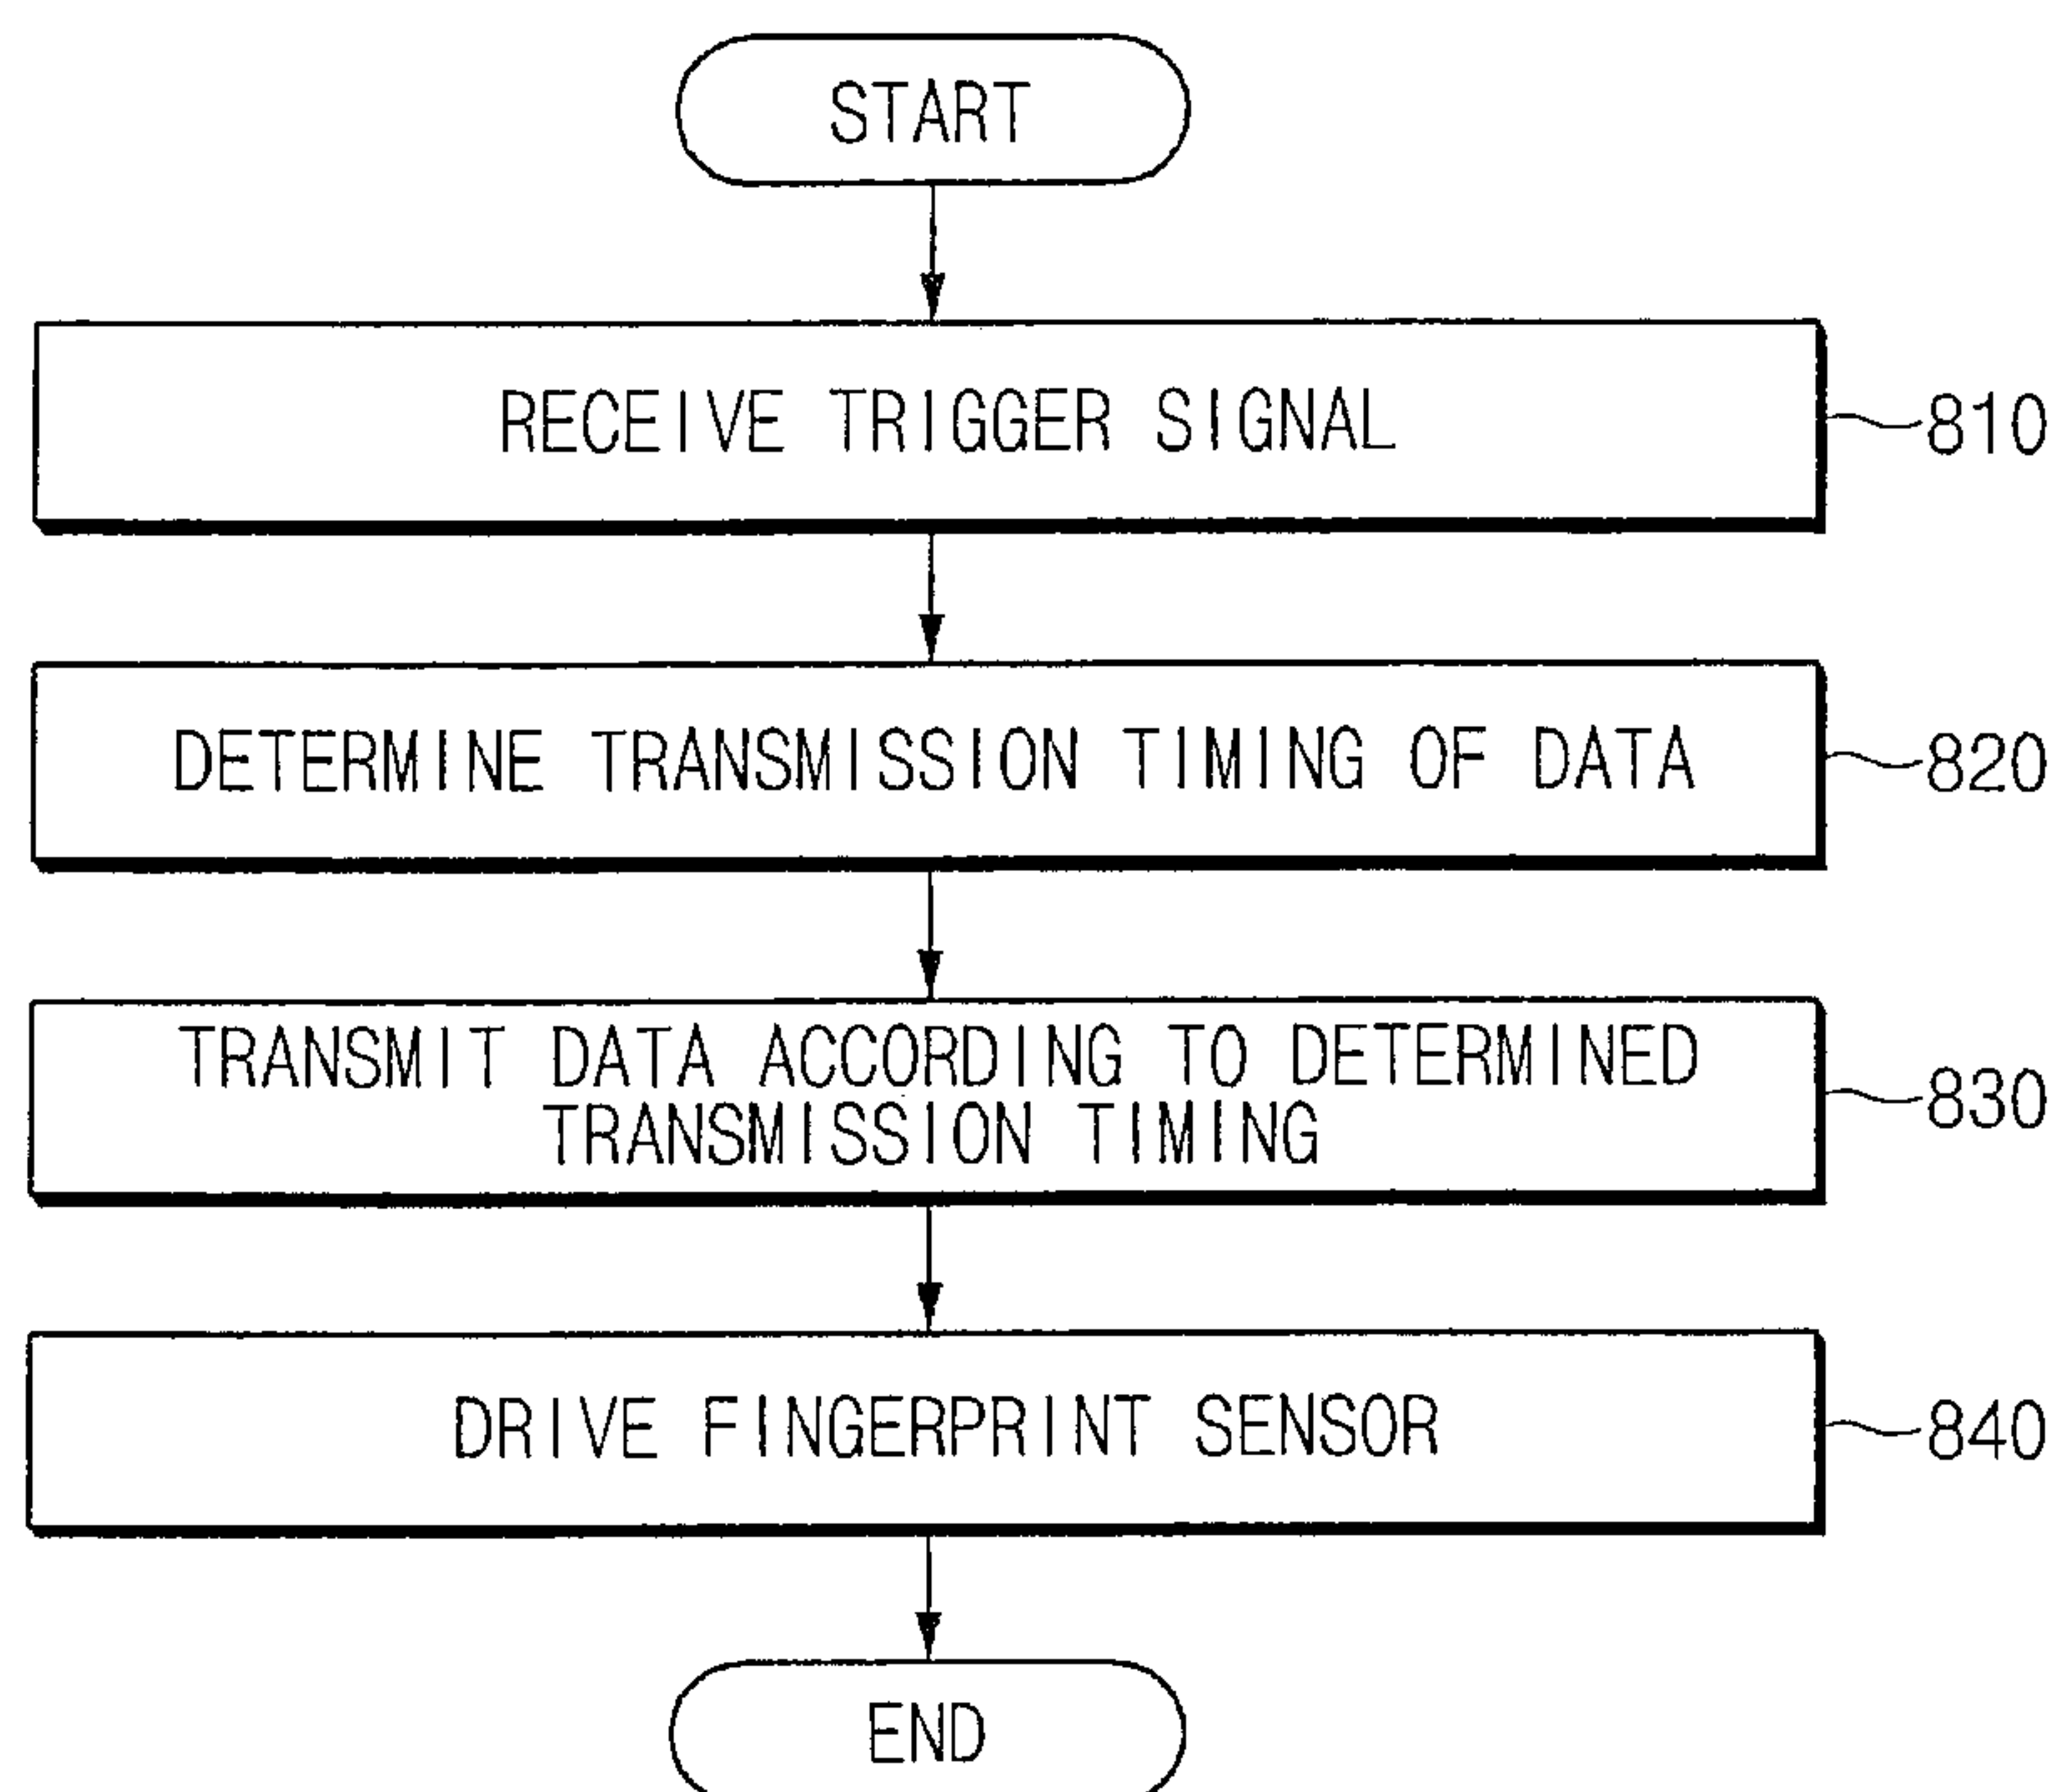 START
RECEIVE TRIGGER SIGNAL
810
DETERMINE TRANSMISSION TIMING OF DATA
820
TRANSMIT DATA ACCORDING TO DETERMINED
TRANSMISSION TIMING
830
DRIVE FINGERPRINT SENSOR
840
END